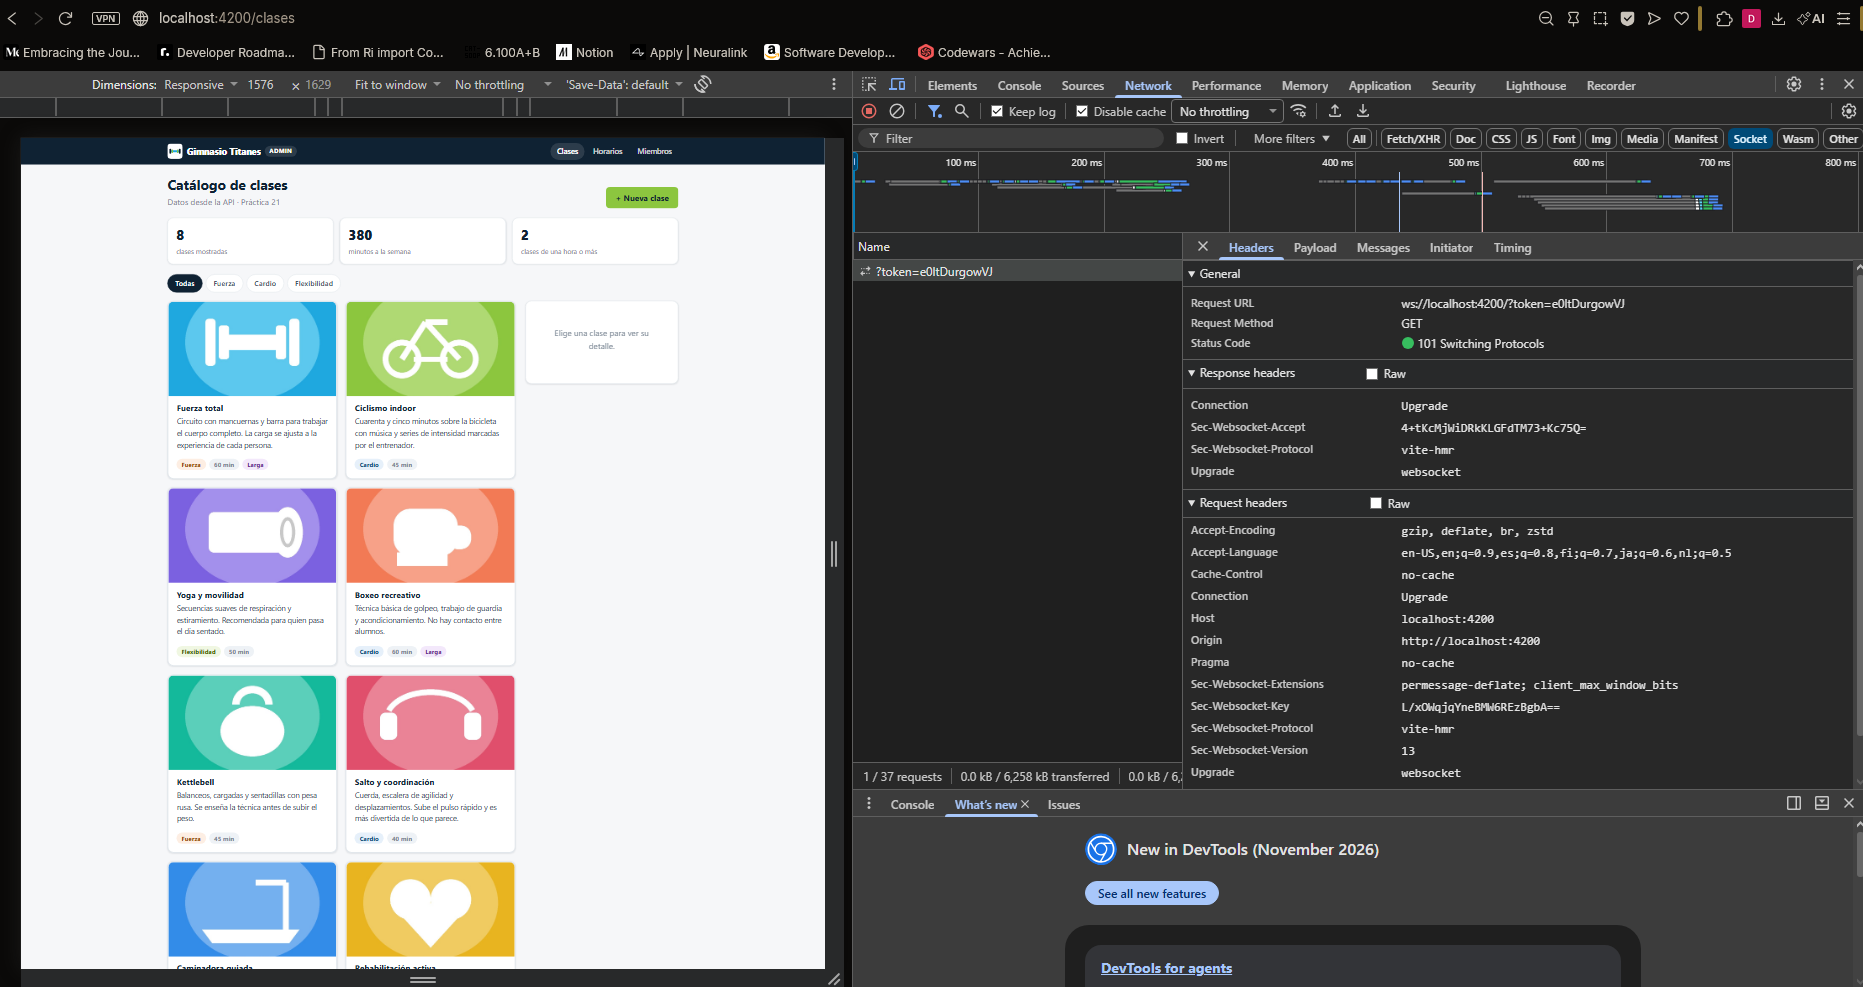 VPN localhost:4200/clases AI
Embracing the Jou... Developer Roadma... From Ri import Co... 6.100A+B Notion Apply | Neuralink Software Develop... Codewars - Achie...
Dimensions: Responsive 1576 x 1629 Fit to window No throttling 'Save-Data': default
Gimnasio Titanes ADMIN Clases Horarios Miembros
Catálogo de clases
Datos desde la API · Práctica 21
+ Nueva clase
8
clases mostradas
380
minutos a la semana
2
clases de una hora o más
Todas Fuerza Cardio Flexibilidad
Fuerza total
Circuito con mancuernas y barra para trabajar
el cuerpo completo. La carga se ajusta a la
experiencia de cada persona.
Fuerza 60 min Larga
Ciclismo indoor
Cuarenta y cinco minutos sobre la bicicleta
con música y series de intensidad marcadas
por el entrenador.
Cardio 45 min
Elige una clase para ver su
detalle.
Yoga y movilidad
Secuencias suaves de respiración y
estiramiento. Recomendada para quien pasa
el día sentado.
Flexibilidad 50 min
Boxeo recreativo
Técnica básica de golpeo, trabajo de guardia
y acondicionamiento. No hay contacto entre
alumnos.
Cardio 60 min Larga
Kettlebell
Balanceos, cargadas y sentadillas con pesa
rusa. Se enseña la técnica antes de subir el
peso.
Fuerza 45 min
Salto y coordinación
Cuerda, escalera de agilidad y
desplazamientos. Sube el pulso rápido y es
más divertida de lo que parece.
Cardio 40 min
Caminadora guiada
Rehabilitación activa
Elements Console Sources Network Performance Memory Application Security Lighthouse Recorder
Keep log Disable cache No throttling
Filter Invert More filters All Fetch/XHR Doc CSS JS Font Img Media Manifest Socket Wasm Other
100 ms 200 ms 300 ms 400 ms 500 ms 600 ms 700 ms 800 ms
Name
?token=e0ltDurgowVJ
Headers Payload Messages Initiator Timing
General
Request URL ws://localhost:4200/?token=e0ltDurgowVJ
Request Method GET
Status Code 101 Switching Protocols
Response headers Raw
Connection Upgrade
Sec-Websocket-Accept 4+tKcMjWiDRkKLGFdTM73+Kc75Q=
Sec-Websocket-Protocol vite-hmr
Upgrade websocket
Request headers Raw
Accept-Encoding gzip, deflate, br, zstd
Accept-Language en-US,en;q=0.9,es;q=0.8,fi;q=0.7,ja;q=0.6,nl;q=0.5
Cache-Control no-cache
Connection Upgrade
Host localhost:4200
Origin http://localhost:4200
Pragma no-cache
Sec-Websocket-Extensions permessage-deflate; client_max_window_bits
Sec-Websocket-Key L/xOWqjqYneBMW6REzBgbA==
Sec-Websocket-Protocol vite-hmr
Sec-Websocket-Version 13
Upgrade websocket
1 / 37 requests 0.0 kB / 6,258 kB transferred 0.0 kB / 6,
Console What's new Issues
New in DevTools (November 2026)
See all new features
DevTools for agents